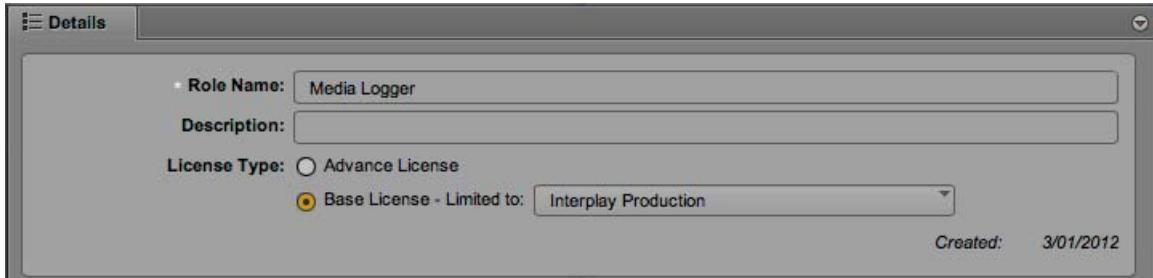 Details
* Role Name: Media Logger
Description:
License Type: Advance License
Base License - Limited to: Interplay Production
Created: 3/01/2012